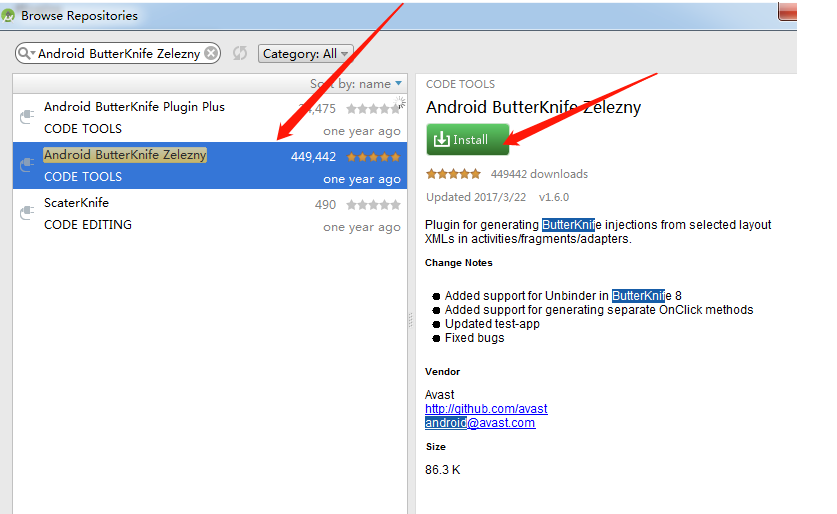 Browse Repositories
Android ButterKnife Zelezny
Category: All
Sort by: name
Android ButterKnife Plugin Plus
CODE TOOLS
one year ago
Android ButterKnife Zelezny
449,442
CODE TOOLS
one year ago
ScaterKnife
490
CODE EDITING
one year ago
CODE TOOLS
Android ButterKnife Zelezny
Install
449442 downloads
Updated 2017/3/22 v1.6.0
Plugin for generating ButterKnife injections from selected layout
XMLs in activities/fragments/adapters.
Change Notes
Added support for Unbinder in ButterKnife 8
Added support for generating separate OnClick methods
Updated test-app
Fixed bugs
Vendor
Avast
http://github.com/avast
android@avast.com
Size
86.3 K